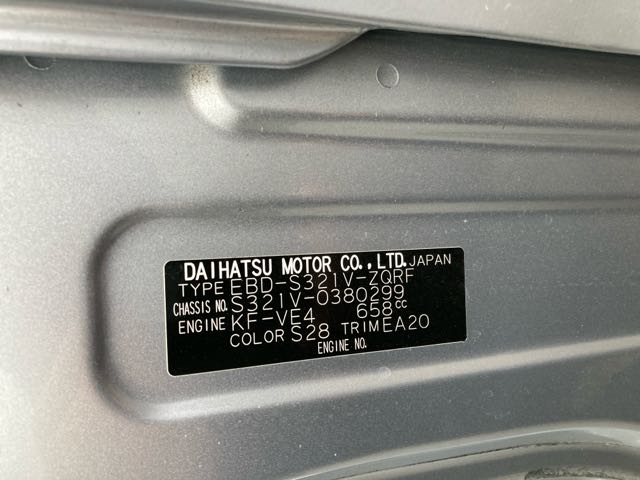 DAIHATSU MOTOR CO.,LTD. JAPAN
TYPE EBD-S321V-ZQRF
CHASSIS NO. S321V-0380299
ENGINE KF-VE4 658cc
COLOR S28 TRIM EA20
ENGINE NO.